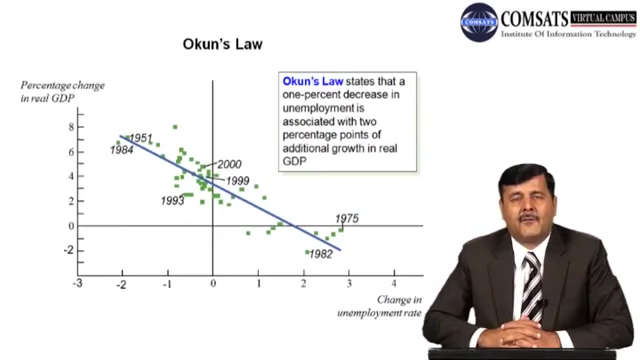 COMSATS VIRTUAL CAMPUS
Institute Of Information Technology
Okun's Law
Percentage change
in real GDP
Okun's Law states that a
one-percent decrease in
unemployment is
associated with two
percentage points of
additional growth in real
GDP
8
6
4
2
0
-2
1951
1984
2000
1999
1993
1975
1982
-3 -2 -1 0 1 2 3 4
Change in
unemployment rate